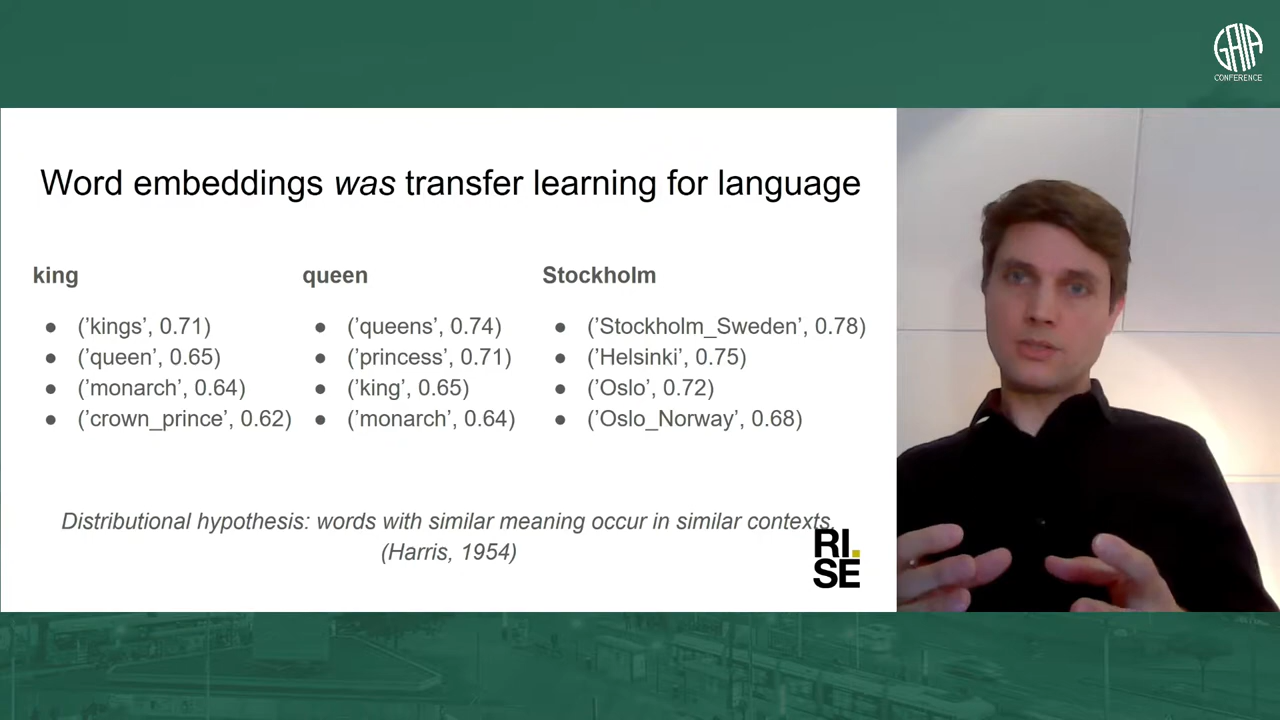 GAIA
CONFERENCE
Word embeddings was transfer learning for language
king
● ('kings', 0.71)
● ('queen', 0.65)
● ('monarch', 0.64)
● ('crown_prince', 0.62)
queen
● ('queens', 0.74)
● ('princess', 0.71)
● ('king', 0.65)
● ('monarch', 0.64)
Stockholm
● ('Stockholm_Sweden', 0.78)
● ('Helsinki', 0.75)
● ('Oslo', 0.72)
● ('Oslo_Norway', 0.68)
Distributional hypothesis: words with similar meaning occur in similar contexts.
(Harris, 1954)
RI.
SE